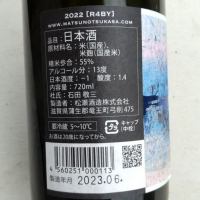 2022 [R4BY]
WWW.MATSUNOTSUKASA.COM
品目：日本酒
原材料：米(国産)、
米麹(国産米)
精米歩合：55%
アルコール分：13度
日本酒度：-1 酸度：1.4
内容量：720ml
杜氏：石田 敬三
製造者：松瀬酒造株式会社
滋賀県蒲生郡竜王町弓削475
要冷蔵 5〜10℃
お酒は20歳になってから。
キャップ
(中栓)
4560251000113
製造年月 2023.06.